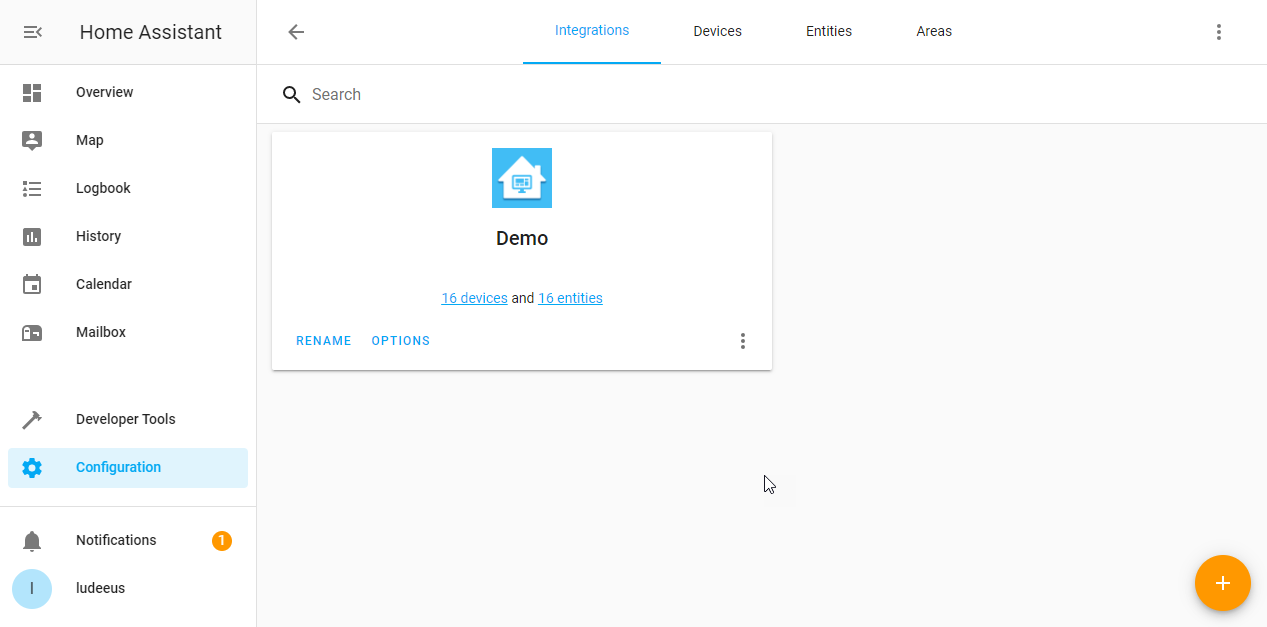 Home Assistant
Integrations Devices Entities Areas
Search
Overview
Map
Logbook
History
Calendar
Mailbox
Developer Tools
Configuration
Notifications 1
l ludeeus
Demo
16 devices and 16 entities
RENAME OPTIONS